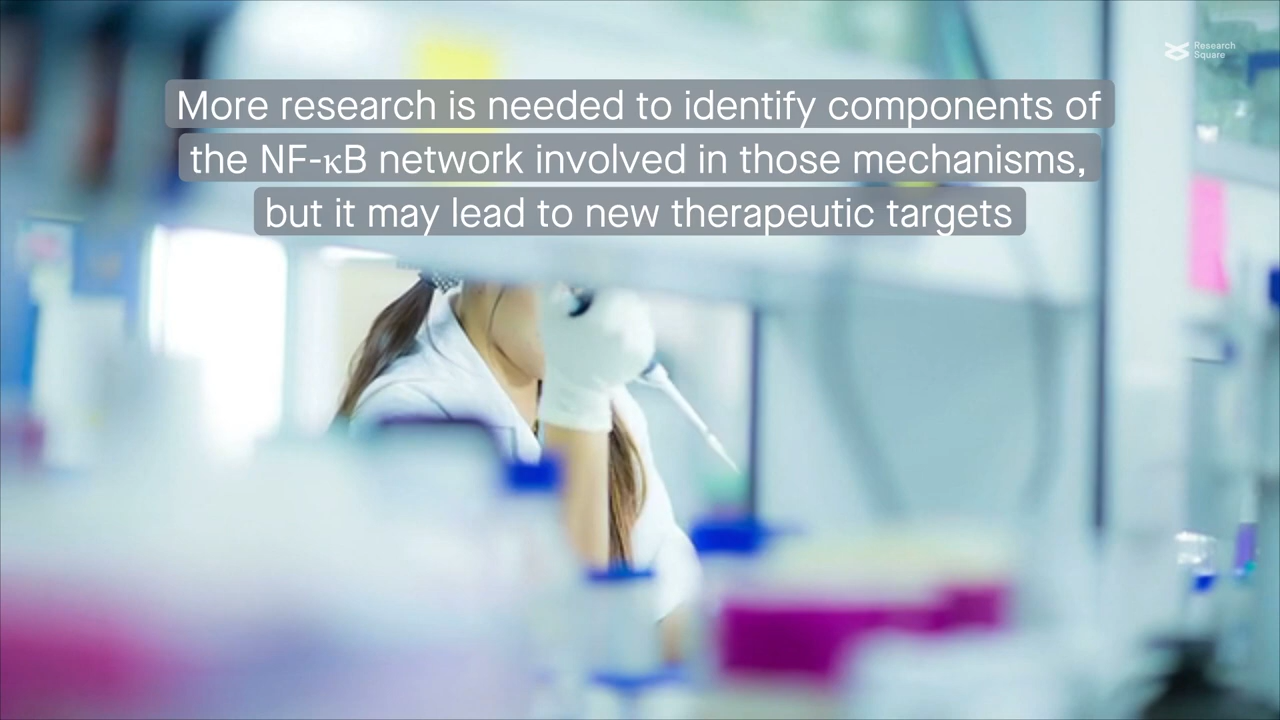 Research
Square
More research is needed to identify components of
the NF-κB network involved in those mechanisms,
but it may lead to new therapeutic targets